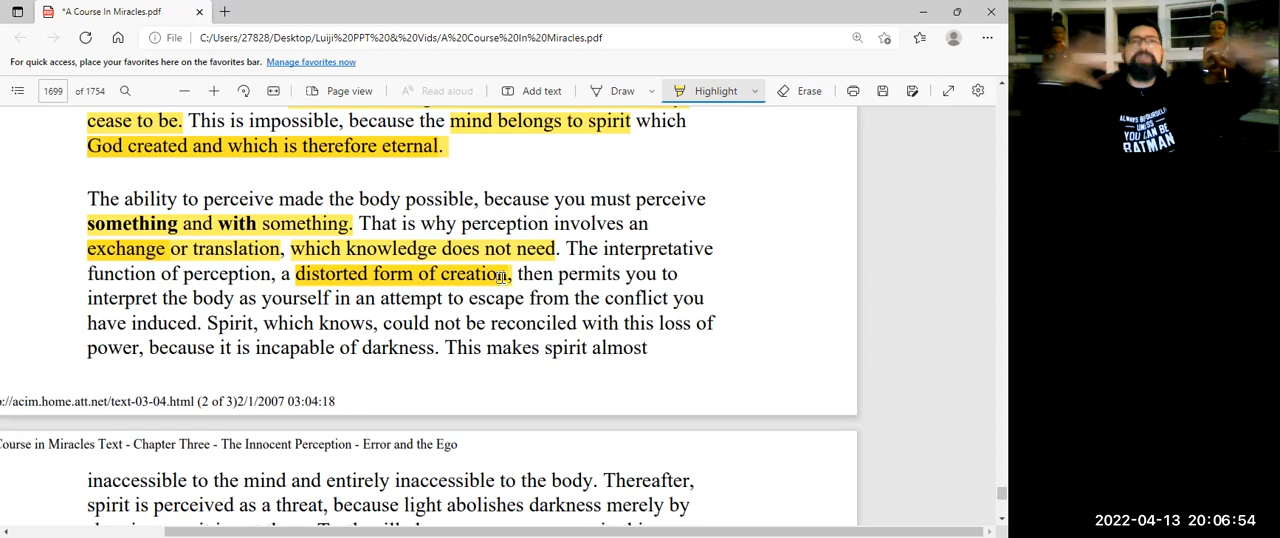 *A Course In Miracles.pdf
File C:/Users/27828/Desktop/Luiji%20PPT%20&%20Vids/A%20Course%20In%20Miracles.pdf
For quick access, place your favorites here on the favorites bar. Manage favorites now
1699 of 1754 Page view Read aloud Add text Draw Highlight Erase
cease to be. This is impossible, because the mind belongs to spirit which
God created and which is therefore eternal.
The ability to perceive made the body possible, because you must perceive
something and with something. That is why perception involves an
exchange or translation, which knowledge does not need. The interpretative
function of perception, a distorted form of creation, then permits you to
interpret the body as yourself in an attempt to escape from the conflict you
have induced. Spirit, which knows, could not be reconciled with this loss of
power, because it is incapable of darkness. This makes spirit almost
://acim.home.att.net/text-03-04.html (2 of 3)2/1/2007 03:04:18
Course in Miracles Text - Chapter Three - The Innocent Perception - Error and the Ego
inaccessible to the mind and entirely inaccessible to the body. Thereafter,
spirit is perceived as a threat, because light abolishes darkness merely by
ALWAYS BE YOURSELF
UNLESS
YOU CAN BE
BATMAN
2022-04-13 20:06:54